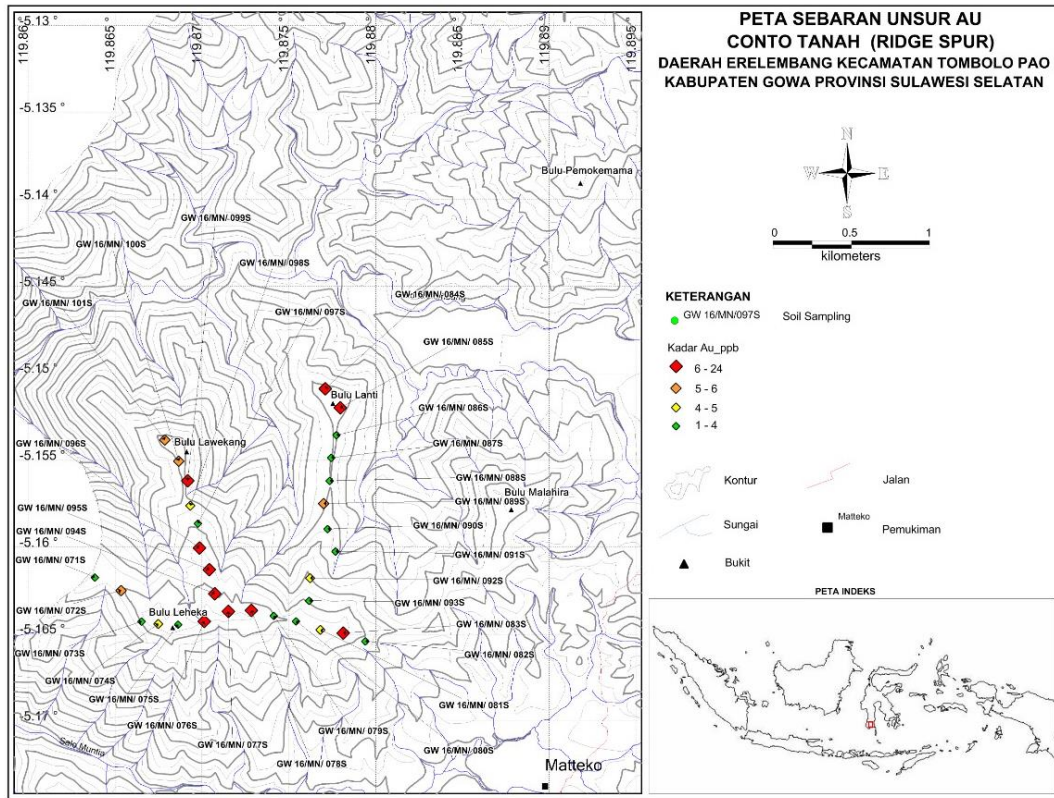 PETA SEBARAN UNSUR AU
CONTO TANAH (RIDGE SPUR)
DAERAH ERELEMBANG KECAMATAN TOMBOLO PAO
KABUPATEN GOWA PROVINSI SULAWESI SELATAN
N
W E
S
0 0.5 1
kilometers
KETERANGAN
GW 16/MN/097S Soil Sampling
Kadar Au_ppb
6 - 24
5 - 6
4 - 5
1 - 4
Kontur
Jalan
Sungai
Matteko
Pemukiman
Bukit
PETA INDEKS
119.865
119.87
119.875
119.88
119.89
119.895
-5.13 °
-5.135 °
-5.14 °
-5.145 °
-5.15 °
-5.155 °
-5.16 °
-5.165 °
-5.17 °
Bulu Pemokemama
GW 16/MN/ 099S
GW 16/MN/ 100S
GW 16/MN/ 098S
GW 16/MN/ 084S
GW 16/MN/ 101S
GW 16/MN/ 097S
GW 16/MN/ 085S
Bulu Lanti
GW 16/MN/ 086S
GW 16/MN/ 096S
Bulu Lawekang
GW 16/MN/ 087S
GW 16/MN/ 088S
Bulu Malahira
GW 16/MN/ 089S
GW 16/MN/ 095S
GW 16/MN/ 090S
GW 16/MN/ 094S
GW 16/MN/ 091S
GW 16/MN/ 071S
GW 16/MN/ 092S
GW 16/MN/ 093S
GW 16/MN/ 072S
Bulu Leheka
GW 16/MN/ 083S
GW 16/MN/ 073S
GW 16/MN/ 082S
GW 16/MN/ 074S
GW 16/MN/ 075S
GW 16/MN/ 081S
GW 16/MN/ 076S
GW 16/MN/ 079S
GW 16/MN/ 077S
GW 16/MN/ 080S
GW 16/MN/ 078S
Salo Muntia
Matteko